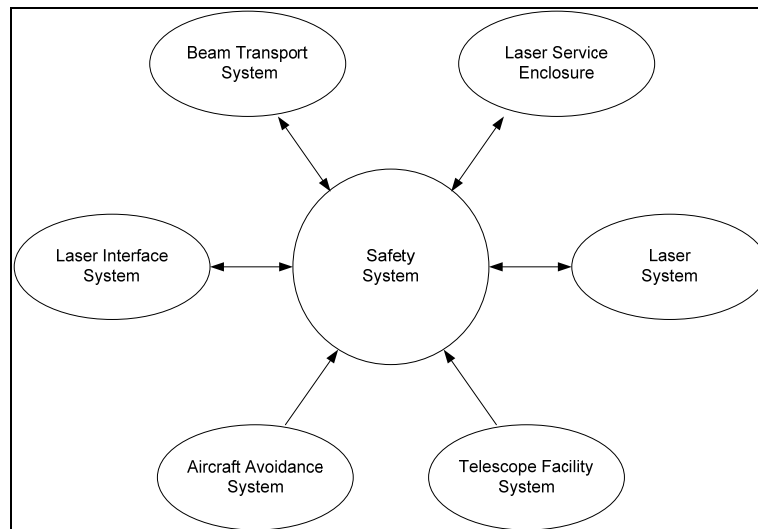 Beam Transport
System
Laser Service
Enclosure
Laser Interface
System
Safety
System
Laser
System
Aircraft Avoidance
System
Telescope Facility
System